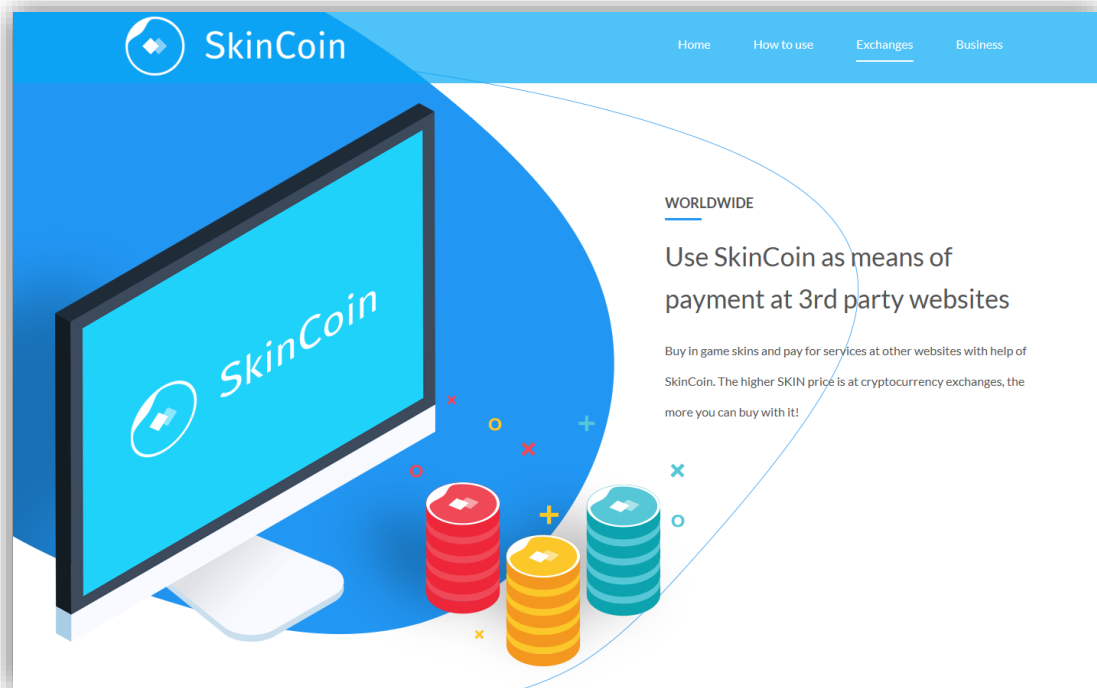 SkinCoin
Home How to use Exchanges Business
WORLDWIDE
Use SkinCoin as means of
payment at 3rd party websites
Buy in game skins and pay for services at other websites with help of
SkinCoin. The higher SKIN price is at cryptocurrency exchanges, the
more you can buy with it!
SkinCoin